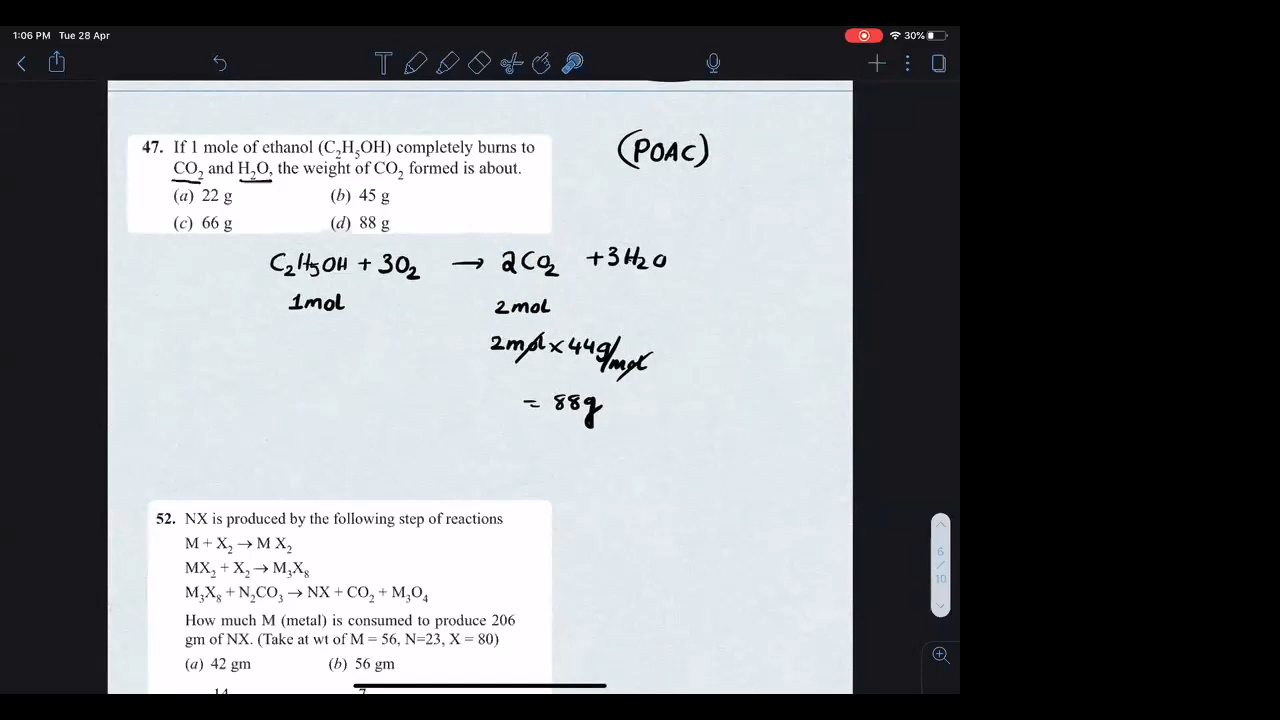 1:06 PM Tue 28 Apr
30%
47. If 1 mole of ethanol (C₂H₅OH) completely burns to
CO₂ and H₂O, the weight of CO₂ formed is about.
(a) 22 g (b) 45 g
(c) 66 g (d) 88 g
(POAC)
C₂H₅OH + 3O₂ → 2CO₂ + 3H₂O
1mol 2 mol
2mol × 44g/mol
= 88g
52. NX is produced by the following step of reactions
M + X₂ → M X₂
MX₂ + X₂ → M₃X₈
M₃X₈ + N₂CO₃ → NX + CO₂ + M₃O₄
How much M (metal) is consumed to produce 206
gm of NX. (Take at wt of M = 56, N=23, X = 80)
(a) 42 gm (b) 56 gm
6
/
10